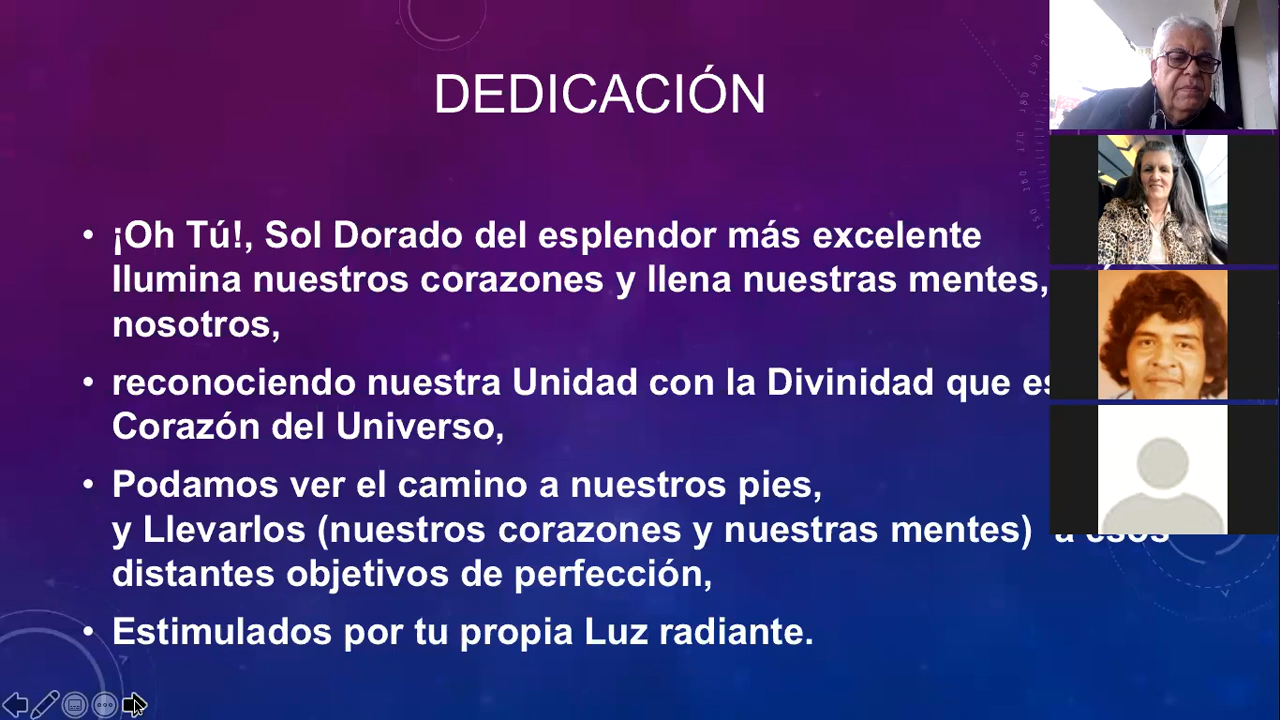 DEDICACIÓN
• ¡Oh Tú!, Sol Dorado del esplendor más excelente
Ilumina nuestros corazones y llena nuestras mentes,
nosotros,
• reconociendo nuestra Unidad con la Divinidad que
Corazón del Universo,
• Podamos ver el camino a nuestros pies,
y Llevarlos (nuestros corazones y nuestras mentes) a esos
distantes objetivos de perfección,
• Estimulados por tu propia Luz radiante.